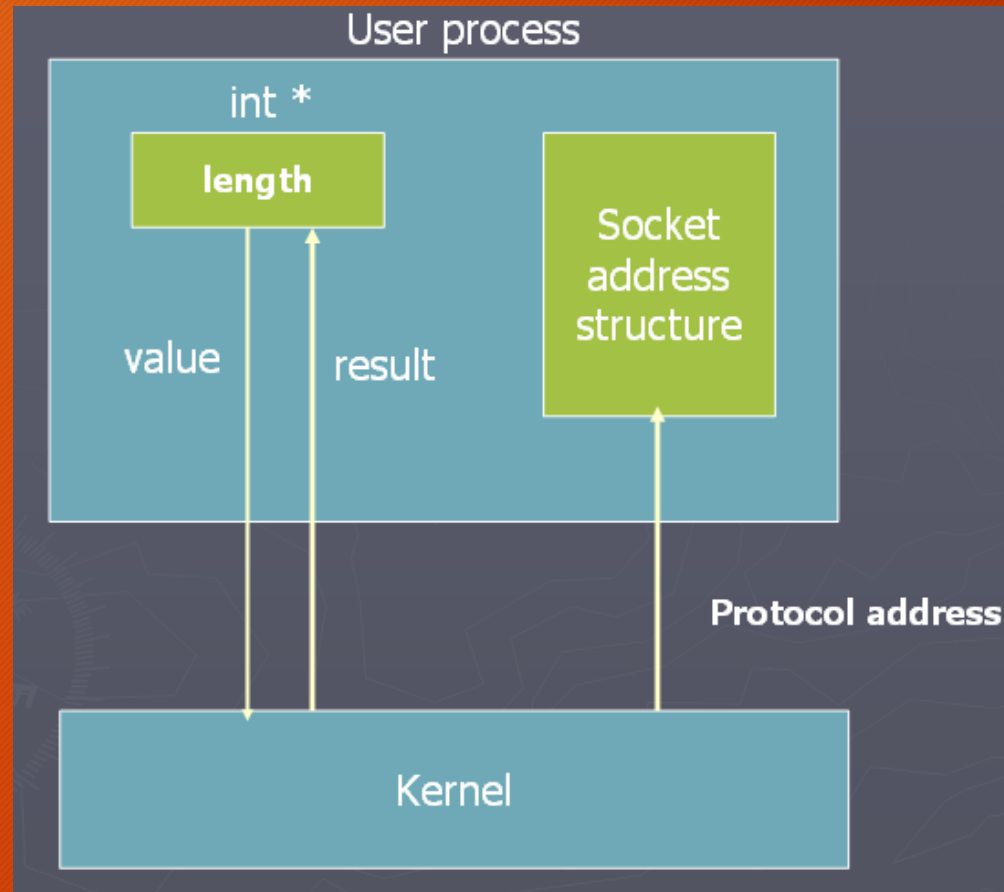 User process
int *
length
Socket
address
structure
value
result
Protocol address
Kernel